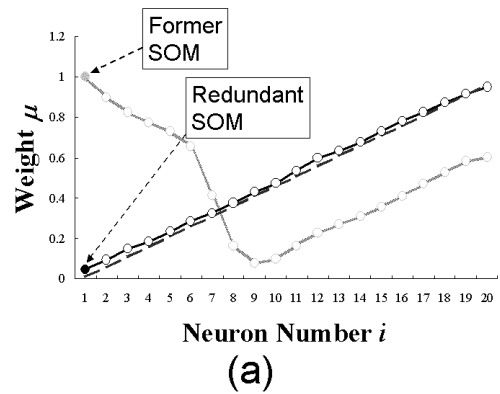 Former
SOM
Redundant
SOM
Weight μ
1.2
1
0.8
0.6
0.4
0.2
0
1 2 3 4 5 6 7 8 9 10 11 12 13 14 15 16 17 18 19 20
Neuron Number i
(a)